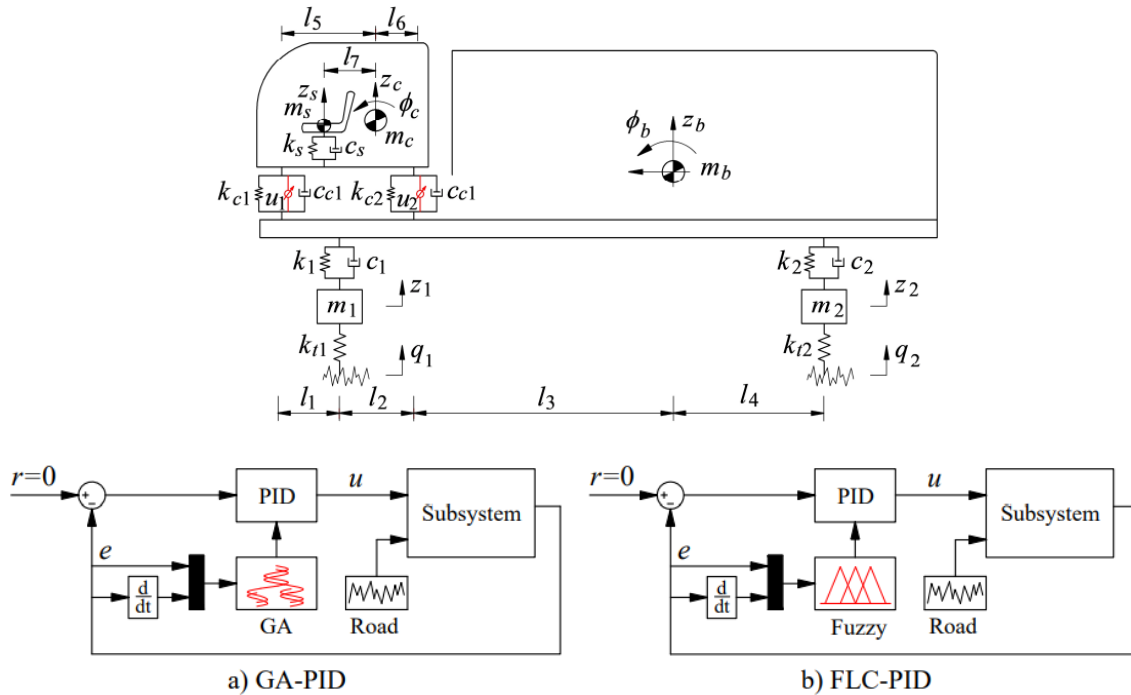 l5 l6
l7
zs zc
ms ϕc
mc
ks cs
kc1 u1 cc1 kc2 u2 cc1
ϕb zb
mb
k1 c1 k2 c2
m1 z1 m2 z2
kt1 q1 kt2 q2
l1 l2 l3 l4
r=0 + - PID u Subsystem
e d/dt GA Road
a) GA-PID
r=0 + - PID u Subsystem
e d/dt Fuzzy Road
b) FLC-PID